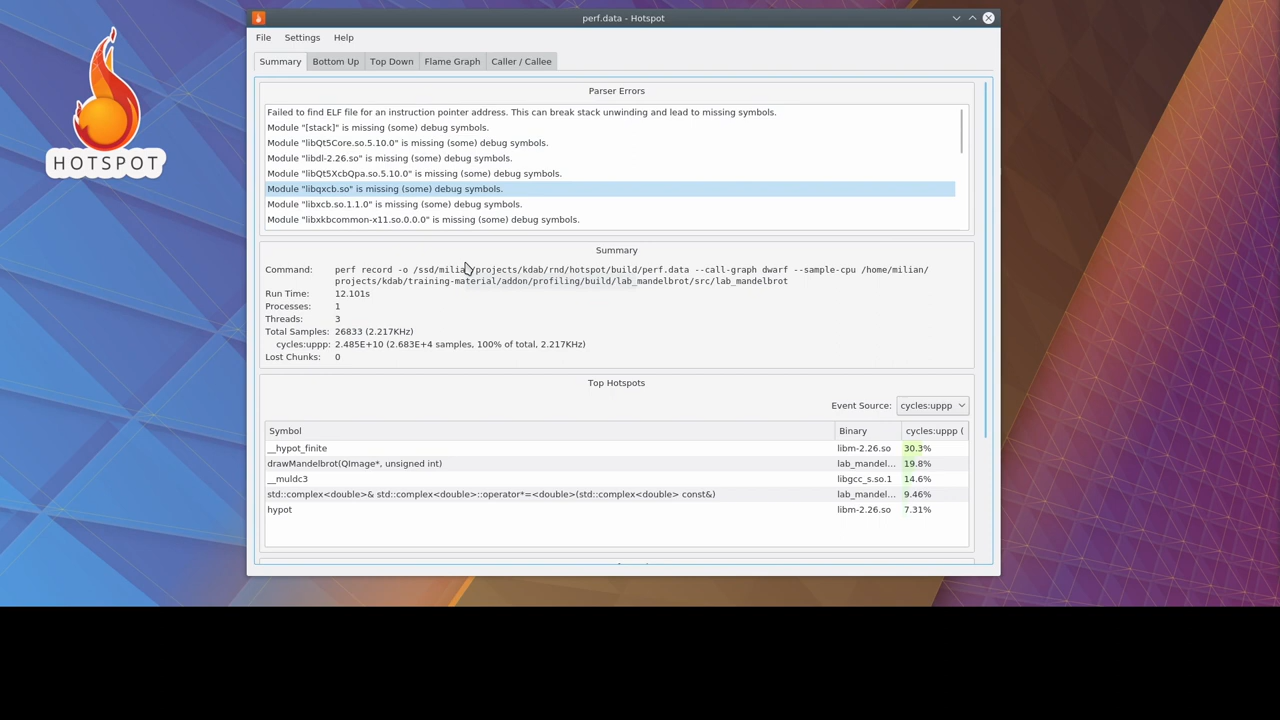 perf.data - Hotspot
File Settings Help
Summary Bottom Up Top Down Flame Graph Caller / Callee
HOTSPOT
Parser Errors
Failed to find ELF file for an instruction pointer address. This can break stack unwinding and lead to missing symbols.
Module "[stack]" is missing (some) debug symbols.
Module "libQt5Core.so.5.10.0" is missing (some) debug symbols.
Module "libdl-2.26.so" is missing (some) debug symbols.
Module "libQt5XcbQpa.so.5.10.0" is missing (some) debug symbols.
Module "libqxcb.so" is missing (some) debug symbols.
Module "libxcb.so.1.1.0" is missing (some) debug symbols.
Module "libxkbcommon-x11.so.0.0.0" is missing (some) debug symbols.
Summary
Command: perf record -o /ssd/milian/projects/kdab/rnd/hotspot/build/perf.data --call-graph dwarf --sample-cpu /home/milian/
projects/kdab/training-material/addon/profiling/build/lab_mandelbrot/src/lab_mandelbrot
Run Time: 12.101s
Processes: 1
Threads: 3
Total Samples: 26833 (2.217KHz)
cycles:uppp: 2.485E+10 (2.683E+4 samples, 100% of total, 2.217KHz)
Lost Chunks: 0
Top Hotspots
Event Source: cycles:uppp
Symbol Binary cycles:uppp (
__hypot_finite libm-2.26.so 30.3%
drawMandelbrot(QImage*, unsigned int) lab_mandel... 19.8%
__muldc3 libgcc_s.so.1 14.6%
std::complex<double>& std::complex<double>::operator*=<double>(std::complex<double> const&) lab_mandel... 9.46%
hypot libm-2.26.so 7.31%